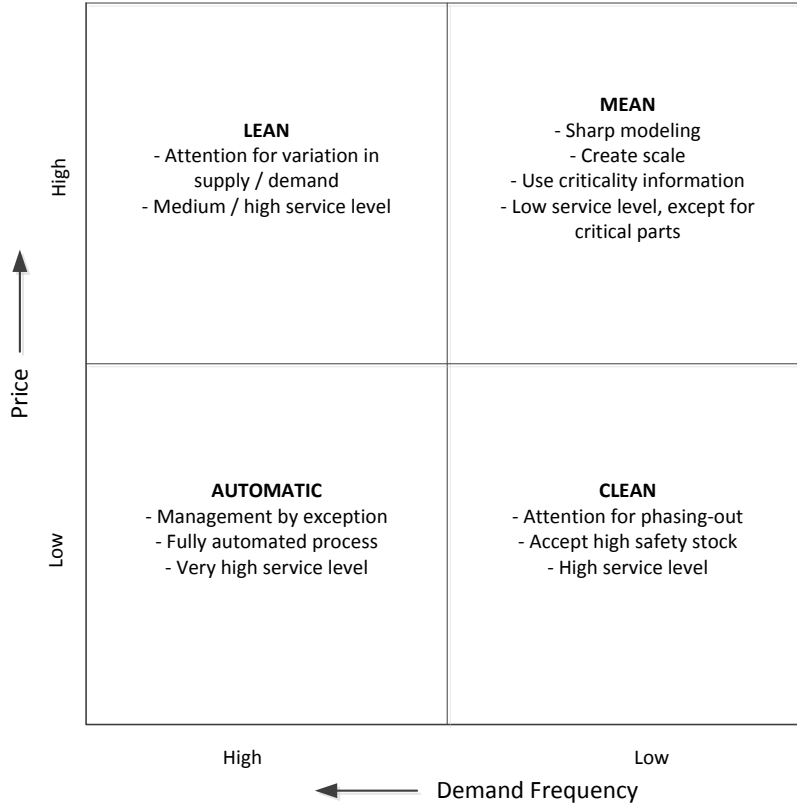 LEAN
- Attention for variation in
supply / demand
- Medium / high service level
MEAN
- Sharp modeling
- Create scale
- Use criticality information
- Low service level, except for
critical parts
High
Price
AUTOMATIC
- Management by exception
- Fully automated process
- Very high service level
CLEAN
- Attention for phasing-out
- Accept high safety stock
- High service level
Low
High
Low
Demand Frequency